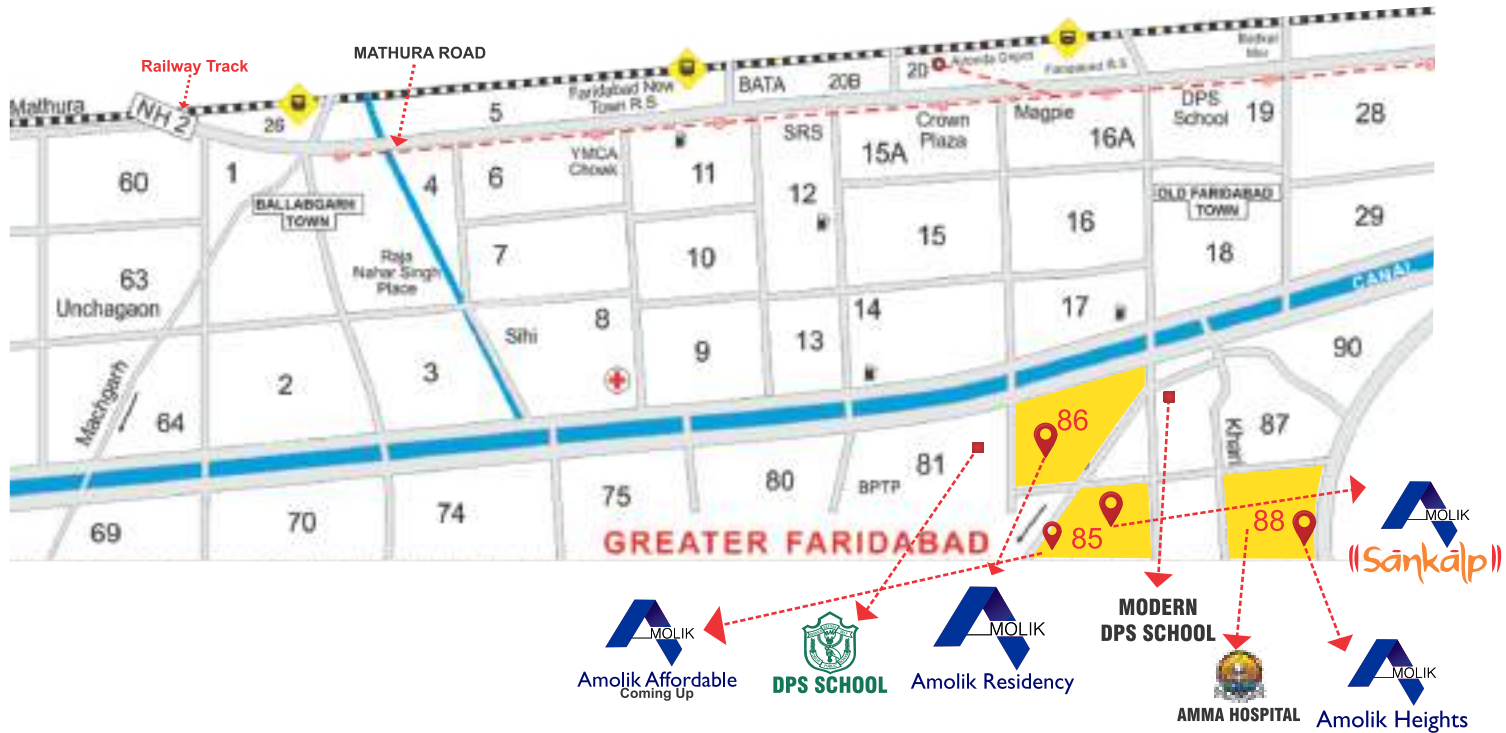 Railway Track
MATHURA ROAD
Mathura
NH 2
26
5
Faridabad New
Town R.S.
BATA
20B
20
Faridabad R.S
DPS
School
19
28
60
1
BALLABGARH
TOWN
4
6
YMCA
Chowk
11
SRS
12
15A
Crown
Plaza
Magpie
16A
OLD FARIDABAD
TOWN
29
63
Unchagaon
Raja
Nahar Singh
Place
7
10
15
16
18
CANAL
Machgarh
64
2
3
Sihi
8
9
13
14
17
90
86
87
69
70
74
75
80
BPTP
81
85
88
GREATER FARIDABAD
MOLIK
Sānkālp
MOLIK
Amolik Affordable
Coming Up
DPS SCHOOL
MOLIK
Amolik Residency
MODERN
DPS SCHOOL
AMMA HOSPITAL
MOLIK
Amolik Heights